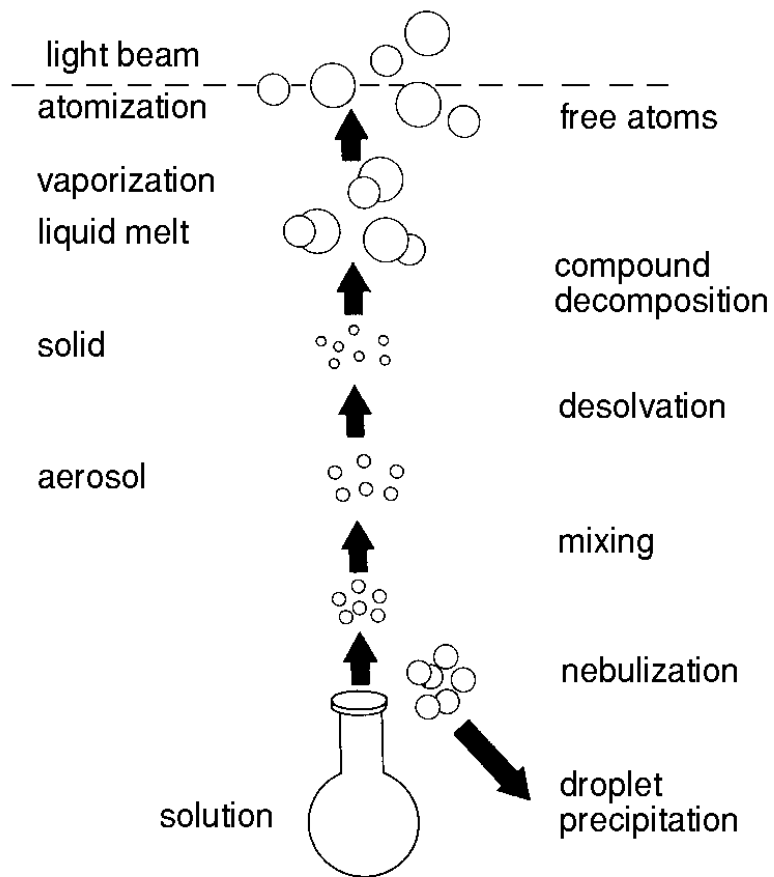 light beam
atomization
free atoms
vaporization
liquid melt
compound
decomposition
solid
desolvation
aerosol
mixing
nebulization
solution
droplet
precipitation